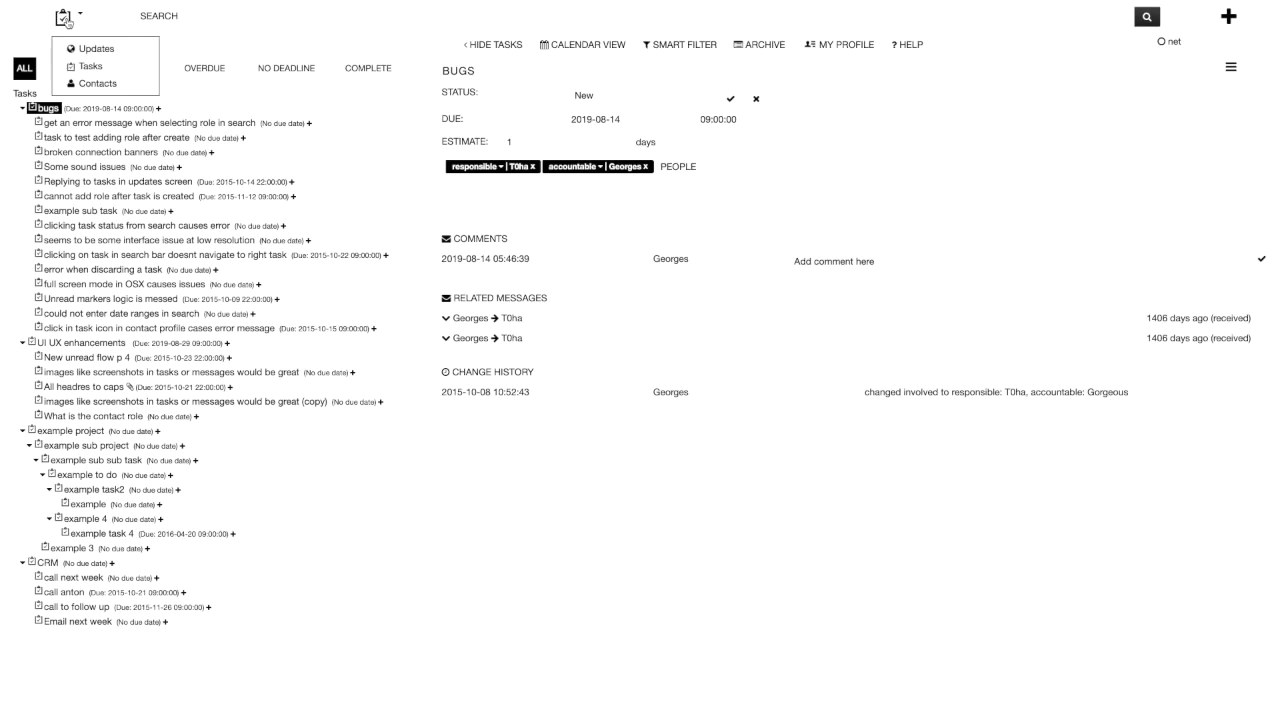 SEARCH
Updates
Tasks
Contacts
< HIDE TASKS CALENDAR VIEW SMART FILTER ARCHIVE MY PROFILE ? HELP
net
ALL OVERDUE NO DEADLINE COMPLETE
Tasks
bugs (Due: 2019-08-14 09:00:00) +
get an error message when selecting role in search (No due date) +
task to test adding role after create (No due date) +
broken connection banners (No due date) +
Some sound issues (No due date) +
Replying to tasks in updates screen (Due: 2015-10-14 22:00:00) +
cannot add role after task is created (Due: 2015-11-12 09:00:00) +
example sub task (No due date) +
clicking task status from search causes error (No due date) +
seems to be some interface issue at low resolution (No due date) +
clicking on task in search bar doesnt navigate to right task (Due: 2015-10-22 09:00:00) +
error when discarding a task (No due date) +
full screen mode in OSX causes issues (No due date) +
Unread markers logic is messed (Due: 2015-10-09 22:00:00) +
could not enter date ranges in search (No due date) +
click in task icon in contact profile cases error message (Due: 2015-10-15 09:00:00) +
UI UX enhancements (Due: 2019-08-29 09:00:00) +
New unread flow p 4 (Due: 2015-10-23 22:00:00) +
images like screenshots in tasks or messages would be great (No due date) +
All headres to caps (Due: 2015-10-21 22:00:00) +
images like screenshots in tasks or messages would be great (copy) (No due date) +
What is the contact role (No due date) +
example project (No due date) +
example sub project (No due date) +
example sub sub task (No due date) +
example to do (No due date) +
example task2 (No due date) +
example (No due date) +
example 4 (No due date) +
example task 4 (Due: 2016-04-20 09:00:00) +
example 3 (No due date) +
CRM (No due date) +
call next week (No due date) +
call anton (Due: 2015-10-21 09:00:00) +
call to follow up (Due: 2015-11-26 09:00:00) +
Email next week (No due date) +
BUGS
STATUS: New
DUE: 2019-08-14 09:00:00
ESTIMATE: 1 days
responsible | T0ha x accountable | Georges x PEOPLE
COMMENTS
2019-08-14 05:46:39 Georges Add comment here
RELATED MESSAGES
Georges → T0ha 1406 days ago (received)
Georges → T0ha 1406 days ago (received)
CHANGE HISTORY
2015-10-08 10:52:43 Georges changed involved to responsible: T0ha, accountable: Gorgeous